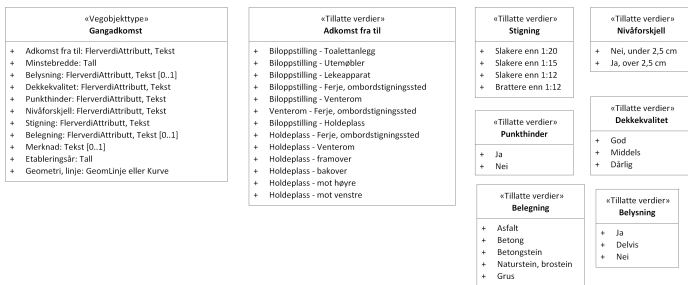 «Vegobjekttype»
Gangadkomst
+ Adkomst fra til: FlerverdiAttributt, Tekst
+ Minstebredde: Tall
+ Belysning: FlerverdiAttributt, Tekst [0..1]
+ Dekkekvalitet: FlerverdiAttributt, Tekst
+ Punkthinder: FlerverdiAttributt, Tekst
+ Nivåforskjell: FlerverdiAttributt, Tekst
+ Stigning: FlerverdiAttributt, Tekst
+ Belegning: FlerverdiAttributt, Tekst [0..1]
+ Merknad: Tekst [0..1]
+ Etableringsår: Tall
+ Geometri, linje: GeomLinje eller Kurve
«Tillatte verdier»
Adkomst fra til
+ Biloppstilling - Toalettanlegg
+ Biloppstilling - Utemøbler
+ Biloppstilling - Lekeapparat
+ Biloppstilling - Ferje, ombordstigningssted
+ Biloppstilling - Venterom
+ Venterom - Ferje, ombordstigningssted
+ Biloppstilling - Holdeplass
+ Holdeplass - Ferje, ombordstigningssted
+ Holdeplass - Venterom
+ Holdeplass - framover
+ Holdeplass - bakover
+ Holdeplass - mot høyre
+ Holdeplass - mot venstre
«Tillatte verdier»
Stigning
+ Slakere enn 1:20
+ Slakere enn 1:15
+ Slakere enn 1:12
+ Brattere enn 1:12
«Tillatte verdier»
Nivåforskjell
+ Nei, under 2,5 cm
+ Ja, over 2,5 cm
«Tillatte verdier»
Punkthinder
+ Ja
+ Nei
«Tillatte verdier»
Dekkekvalitet
+ God
+ Middels
+ Dårlig
«Tillatte verdier»
Belegning
+ Asfalt
+ Betong
+ Betongstein
+ Naturstein, brostein
+ Grus
«Tillatte verdier»
Belysning
+ Ja
+ Delvis
+ Nei